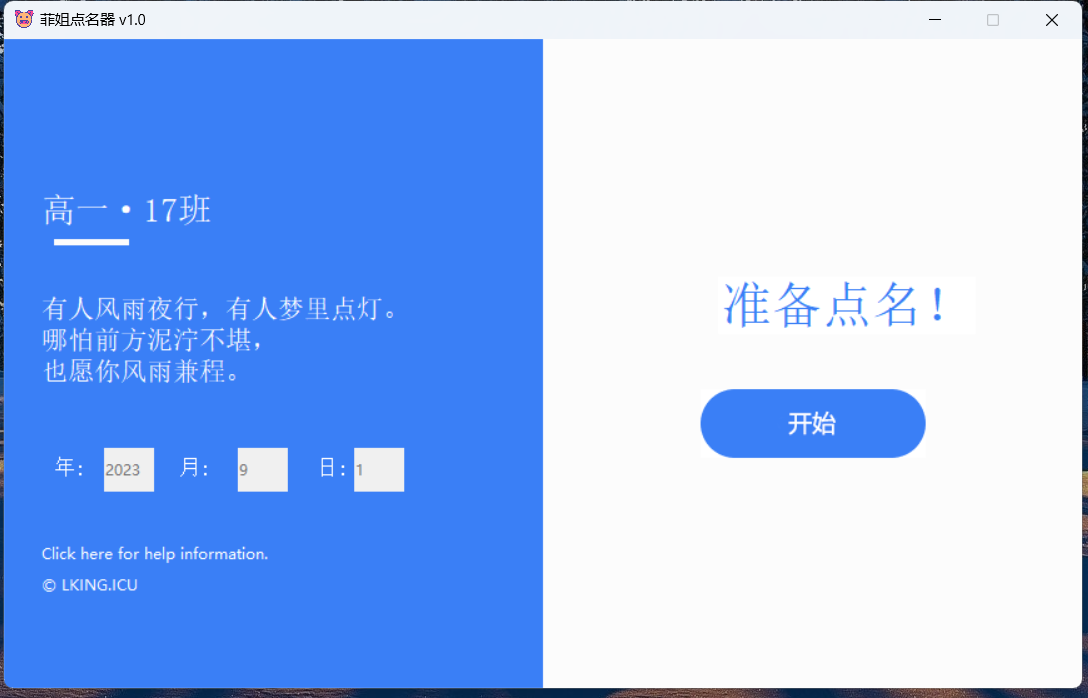 菲姐点名器 v1.0
高一·17班
有人风雨夜行，有人梦里点灯。
哪怕前方泥泞不堪，
也愿你风雨兼程。
年： 2023 月： 9 日：1
Click here for help information.
© LKING.ICU
准备点名！
开始